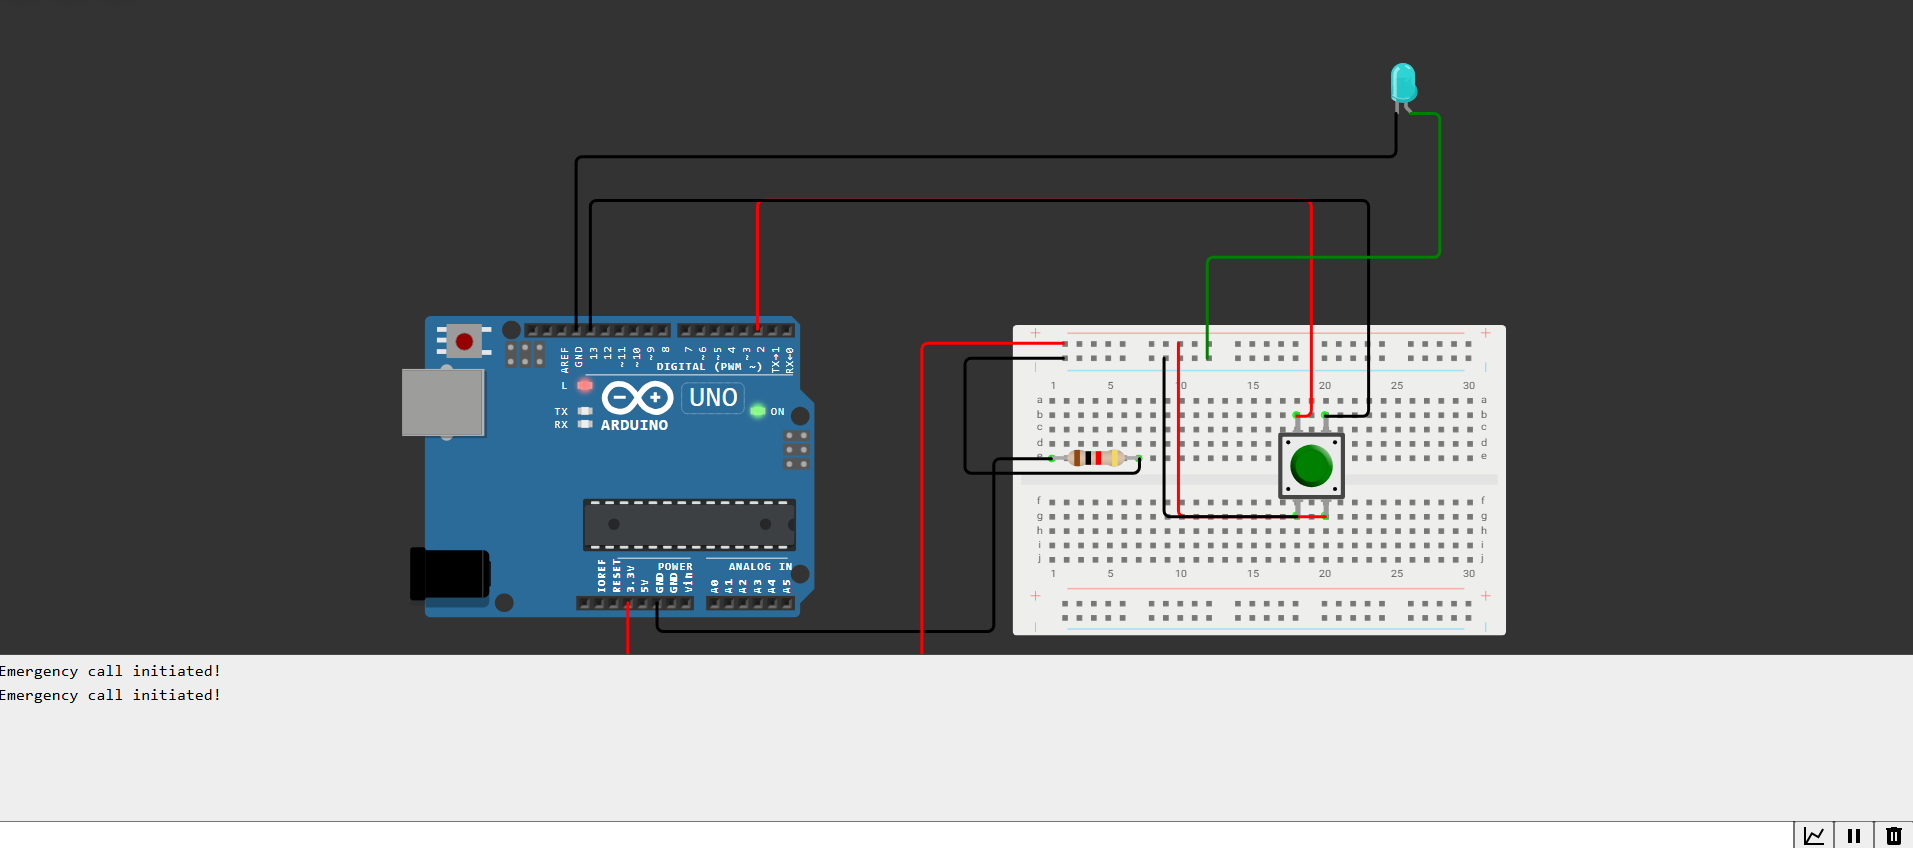 AREF
GND
13
12
~11
~10
~9
8
7
~6
~5
4
~3
2
TX→1
RX←0
DIGITAL (PWM ~)
L
TX
RX
UNO
ARDUINO
ON
IOREF
RESET
3.3V
5V
GND
GND
Vin
POWER
ANALOG IN
A0
A1
A2
A3
A4
A5
1 5 10 15 20 25 30
a a
b b
c c
d d
e e
f f
g g
h h
i i
j j
1 5 10 15 20 25 30
Emergency call initiated!
Emergency call initiated!